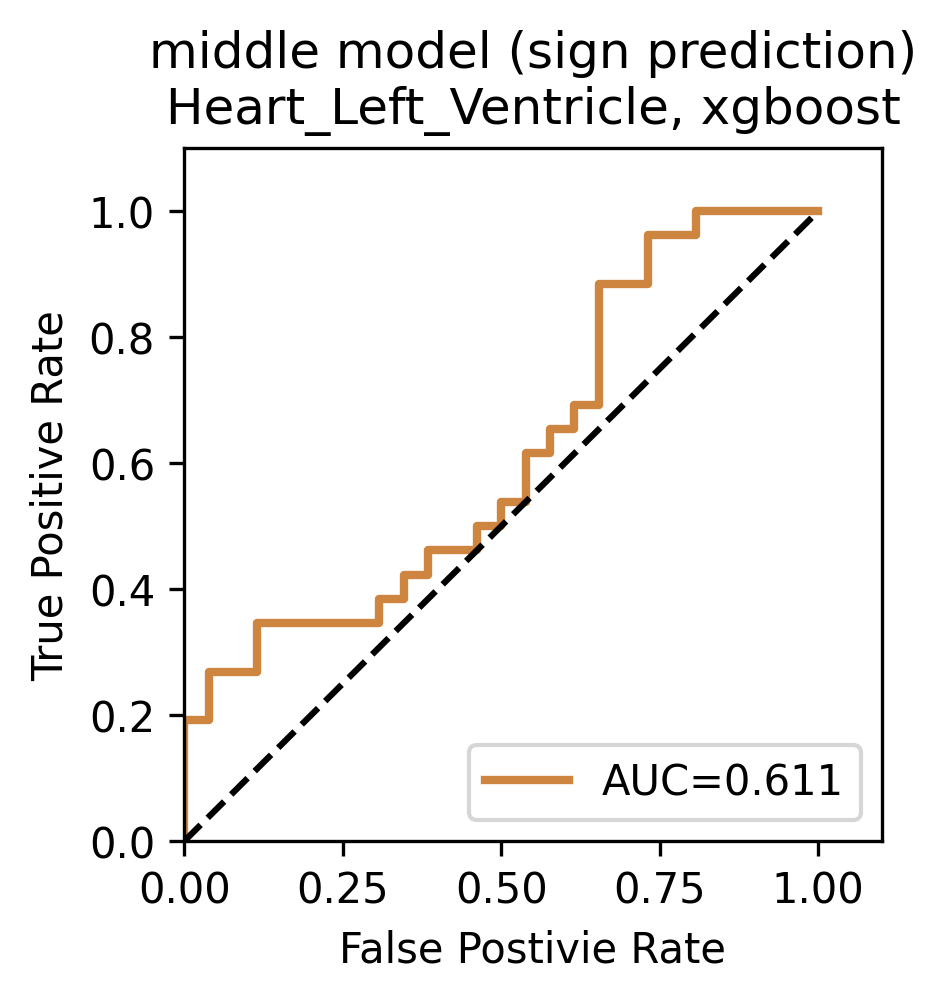 middle model (sign prediction)
Heart_Left_Ventricle, xgboost
True Positive Rate
1.0
0.8
0.6
0.4
0.2
0.0
AUC=0.611
0.00 0.25 0.50 0.75 1.00
False Postivie Rate